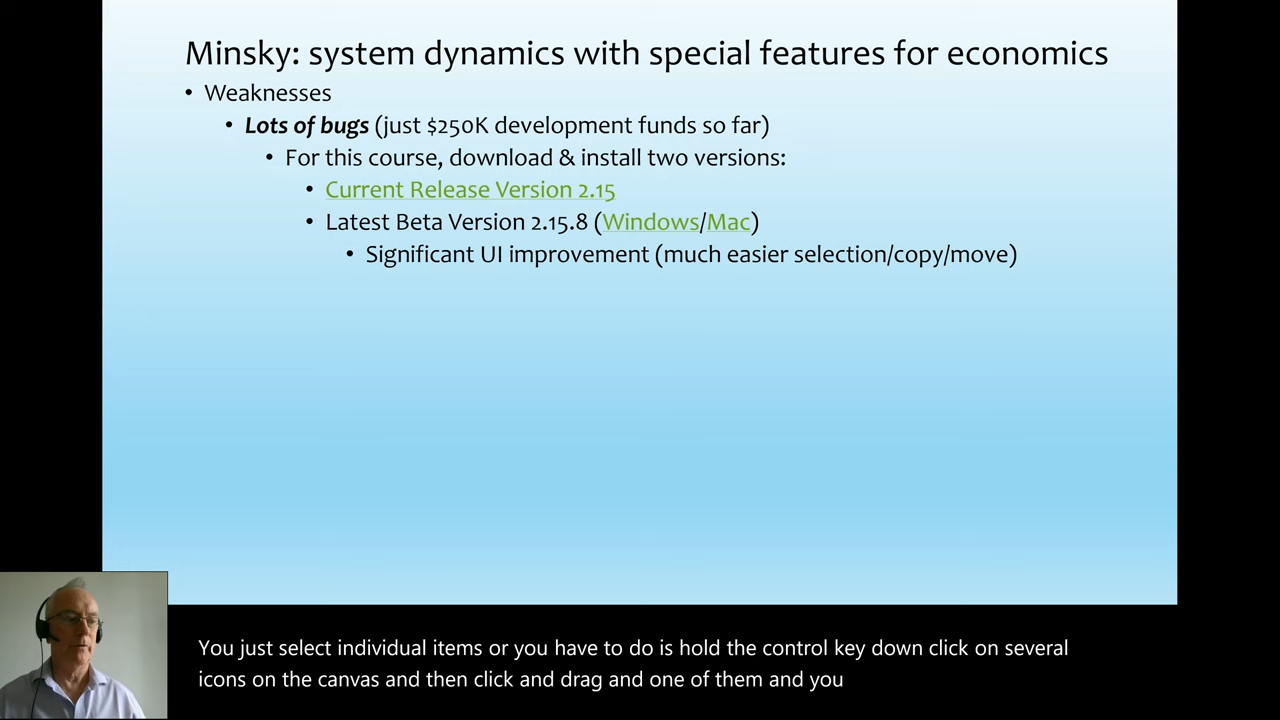 Minsky: system dynamics with special features for economics
• Weaknesses
• Lots of bugs (just $250K development funds so far)
• For this course, download & install two versions:
• Current Release Version 2.15
• Latest Beta Version 2.15.8 (Windows/Mac)
• Significant UI improvement (much easier selection/copy/move)
You just select individual items or you have to do is hold the control key down click on several
icons on the canvas and then click and drag and one of them and you